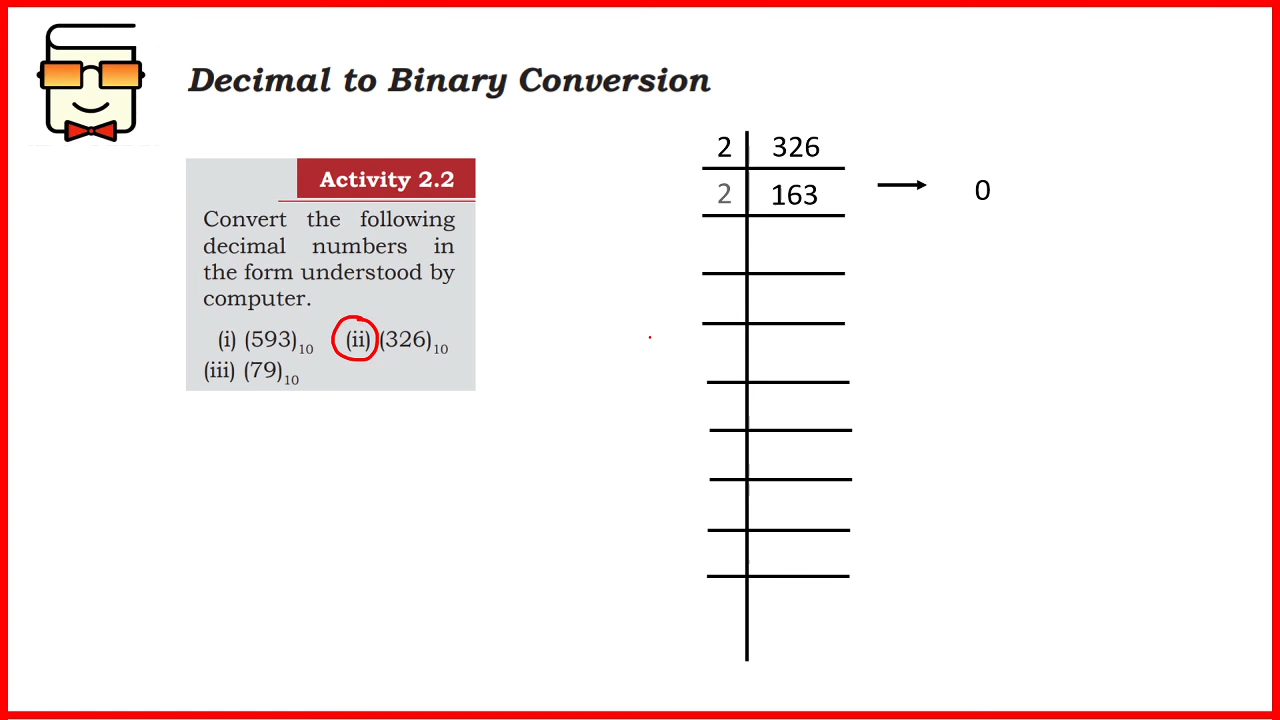 Decimal to Binary Conversion
Activity 2.2
Convert the following
decimal numbers in
the form understood by
computer.
(i) (593)₁₀ (ii) (326)₁₀
(iii) (79)₁₀
2 326
2 163 → 0